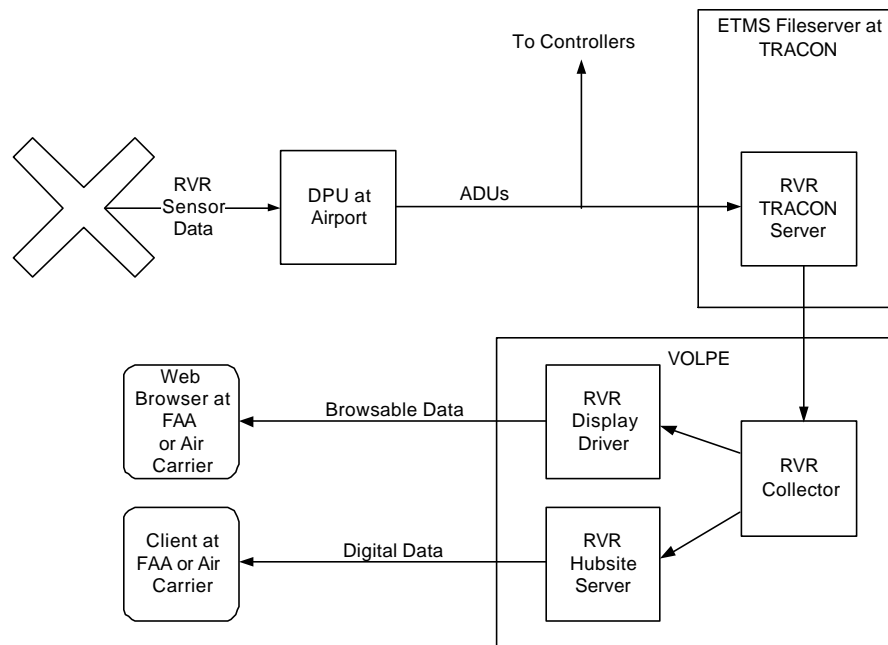 ETMS Fileserver at
TRACON
To Controllers
RVR
Sensor
Data
DPU at
Airport
ADUs
RVR
TRACON
Server
VOLPE
Web
Browser at
FAA
or Air
Carrier
Browsable Data
RVR
Display
Driver
RVR
Collector
Client at
FAA or Air
Carrier
Digital Data
RVR
Hubsite
Server